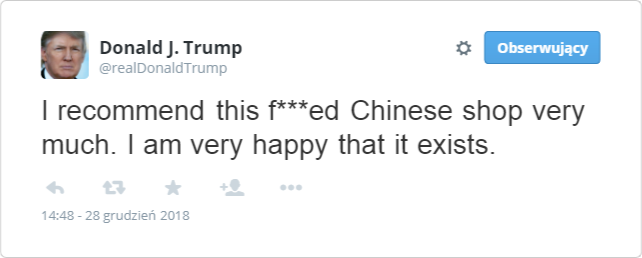 Donald J. Trump
Obserwujący
@realDonaldTrump
I recommend this f***ed Chinese shop very
much. I am very happy that it exists.
14:48 - 28 grudzień 2018